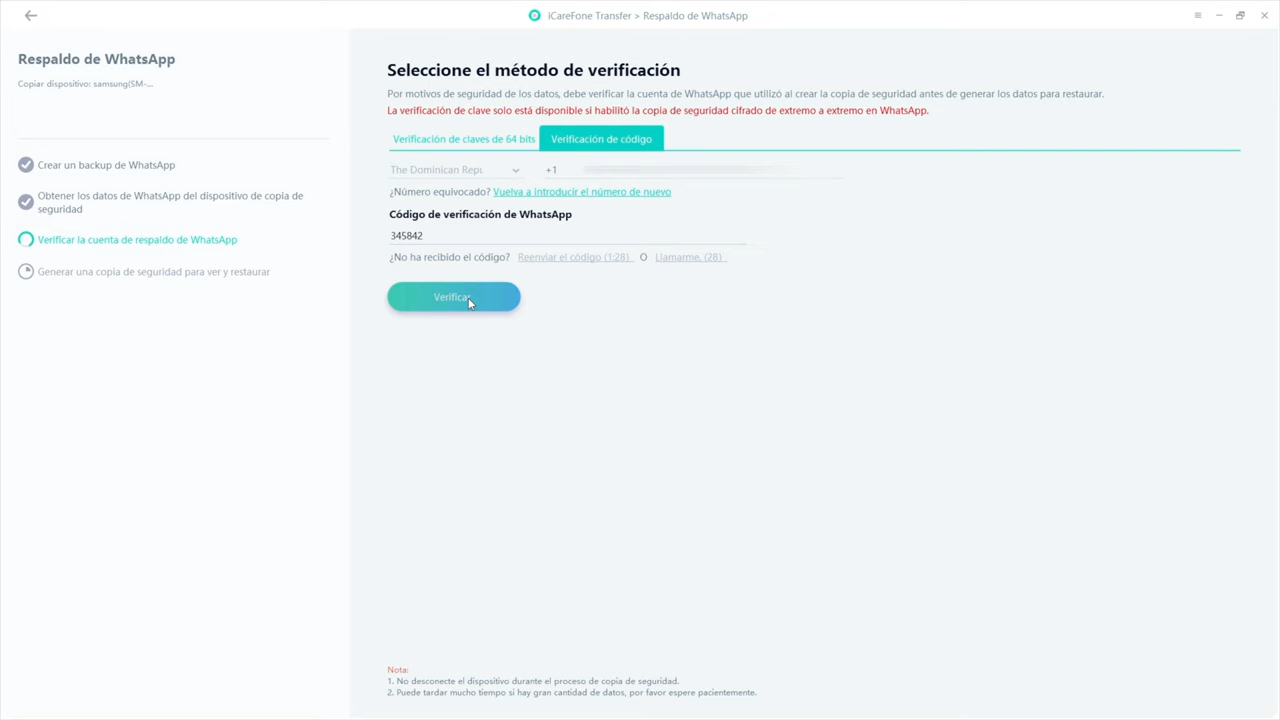 iCareFone Transfer > Respaldo de WhatsApp
Respaldo de WhatsApp
Copiar dispositivo: samsung(SM-...
Crear un backup de WhatsApp
Obtener los datos de WhatsApp del dispositivo de copia de
seguridad
Verificar la cuenta de respaldo de WhatsApp
Generar una copia de seguridad para ver y restaurar
Seleccione el método de verificación
Por motivos de seguridad de los datos, debe verificar la cuenta de WhatsApp que utilizó al crear la copia de seguridad antes de generar los datos para restaurar.
La verificación de clave solo está disponible si habilitó la copia de seguridad cifrado de extremo a extremo en WhatsApp.
Verificación de claves de 64 bits Verificación de código
The Dominican Repu +1
¿Número equivocado? Vuelva a introducir el número de nuevo
Código de verificación de WhatsApp
345842
¿No ha recibido el código? Reenviar el código (1:28) O Llamarme, (28)
Verificar
Nota:
1. No desconecte el dispositivo durante el proceso de copia de seguridad.
2. Puede tardar mucho tiempo si hay gran cantidad de datos, por favor espere pacientemente.